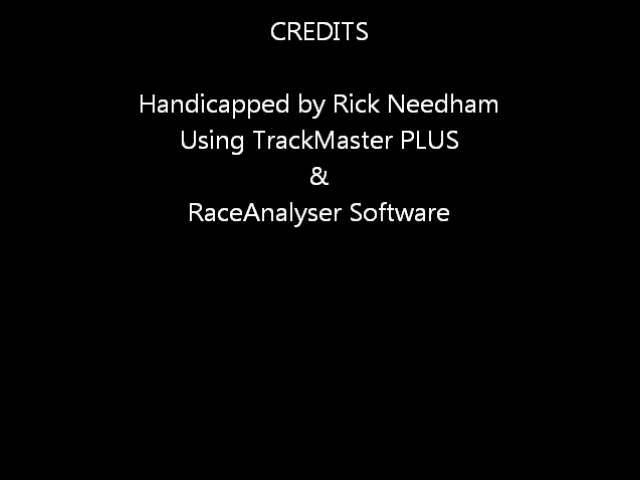 CREDITS
Handicapped by Rick Needham
Using TrackMaster PLUS
&
RaceAnalyser Software